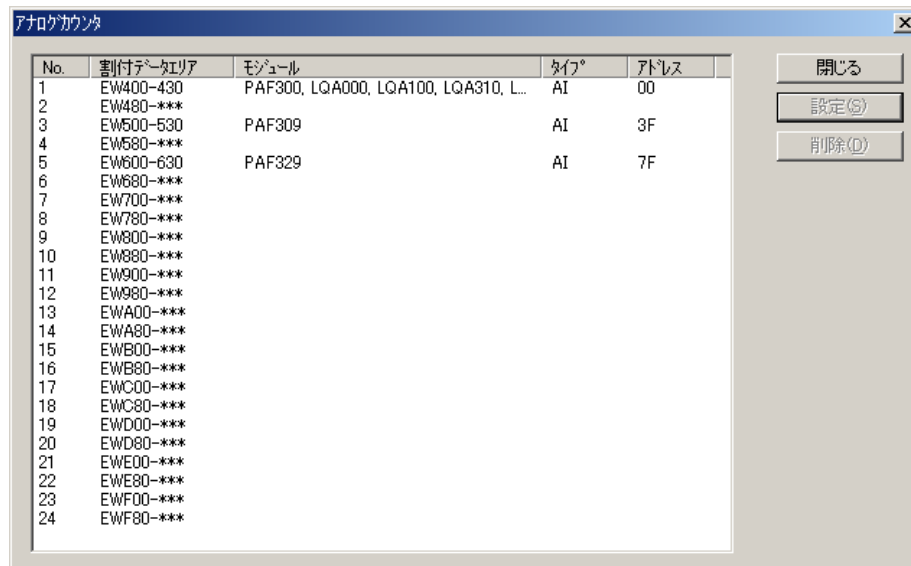 アナログカウンタ
No. 割付データエリア モジュール タイプ アドレス
1 EW400-430 PAF300, LQA000, LQA100, LQA310, L... AI 00
2 EW480-***
3 EW500-530 PAF309 AI 3F
4 EW580-***
5 EW600-630 PAF329 AI 7F
6 EW680-***
7 EW700-***
8 EW780-***
9 EW800-***
10 EW880-***
11 EW900-***
12 EW980-***
13 EWA00-***
14 EWA80-***
15 EWB00-***
16 EWB80-***
17 EWC00-***
18 EWC80-***
19 EWD00-***
20 EWD80-***
21 EWE00-***
22 EWE80-***
23 EWF00-***
24 EWF80-***
閉じる
設定(S)
削除(D)